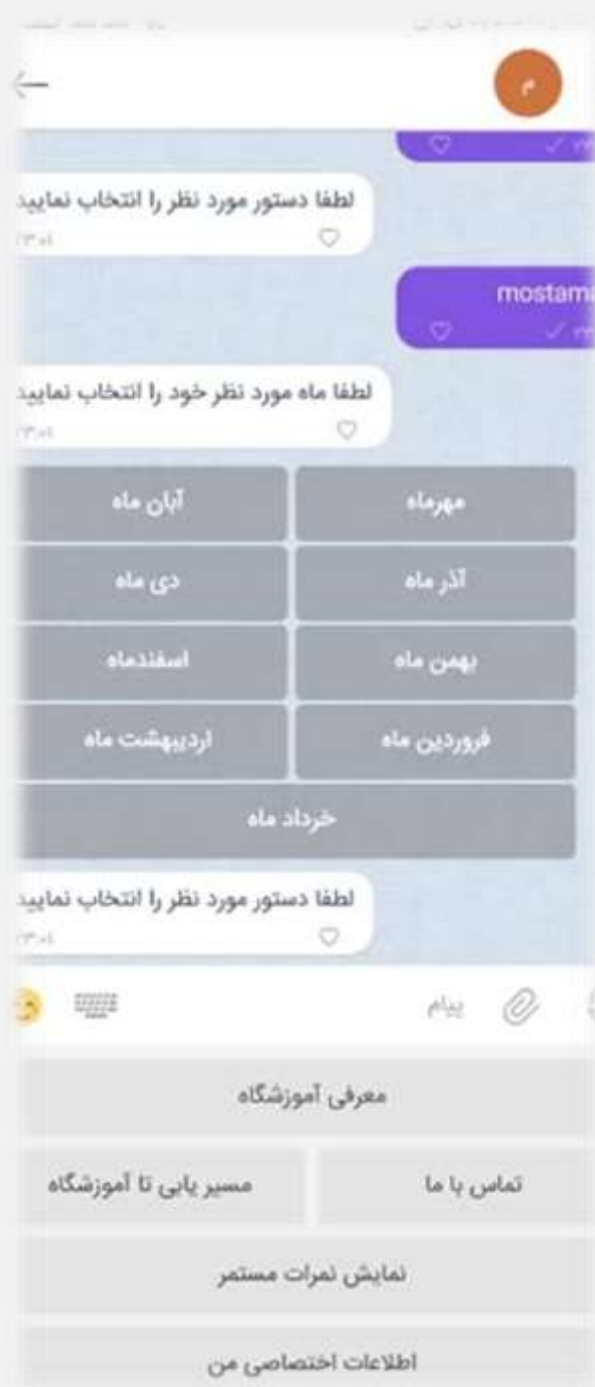 م
لطفا دستور مورد نظر را انتخاب نمایید
mostama
لطفا ماه مورد نظر خود را انتخاب نمایید
مهرماه
آبان ماه
آذر ماه
دی ماه
بهمن ماه
اسفندماه
فروردین ماه
اردیبهشت ماه
خرداد ماه
لطفا دستور مورد نظر را انتخاب نمایید
پیام
معرفی آموزشگاه
تماس با ما
مسیر یابی تا آموزشگاه
نمایش نمرات مستمر
اطلاعات اختصاصی من